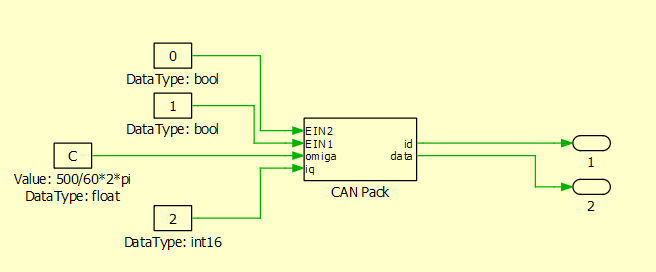 0
DataType: bool
1
DataType: bool
C
Value: 500/60*2*pi
DataType: float
2
DataType: int16
EIN2
EIN1
omiga
iq
id
data
CAN Pack
1
2